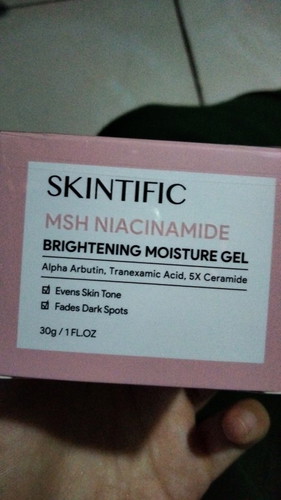 SKINTIFIC
MSH NIACINAMIDE
BRIGHTENING MOISTURE GEL
Alpha Arbutin, Tranexamic Acid, 5X Ceramide
Evens Skin Tone
Fades Dark Spots
30g / 1 FL.OZ